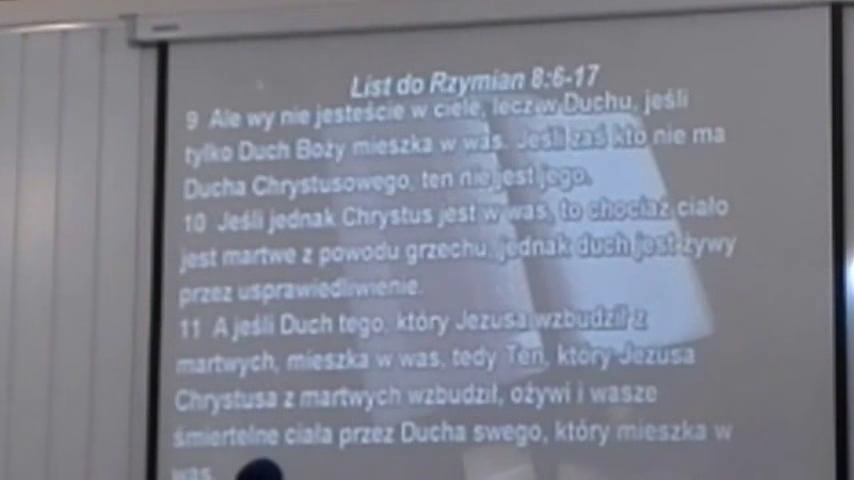 List do Rzymian 8:6-17
9 Ale wy nie jesteście w ciele, lecz w Duchu, jeśli
tylko Duch Boży mieszka w was. Jeśli zaś kto nie ma
Ducha Chrystusowego, ten nie jest jego.
10 Jeśli jednak Chrystus jest w was, to chociaż ciało
jest martwe z powodu grzechu, jednak duch jest żywy
przez usprawiedliwienie.
11 A jeśli Duch tego, który Jezusa wzbudził z
martwych, mieszka w was, tedy Ten, który Jezusa
Chrystusa z martwych wzbudził, ożywi i wasze
śmiertelne ciała przez Ducha swego, który mieszka w
was.